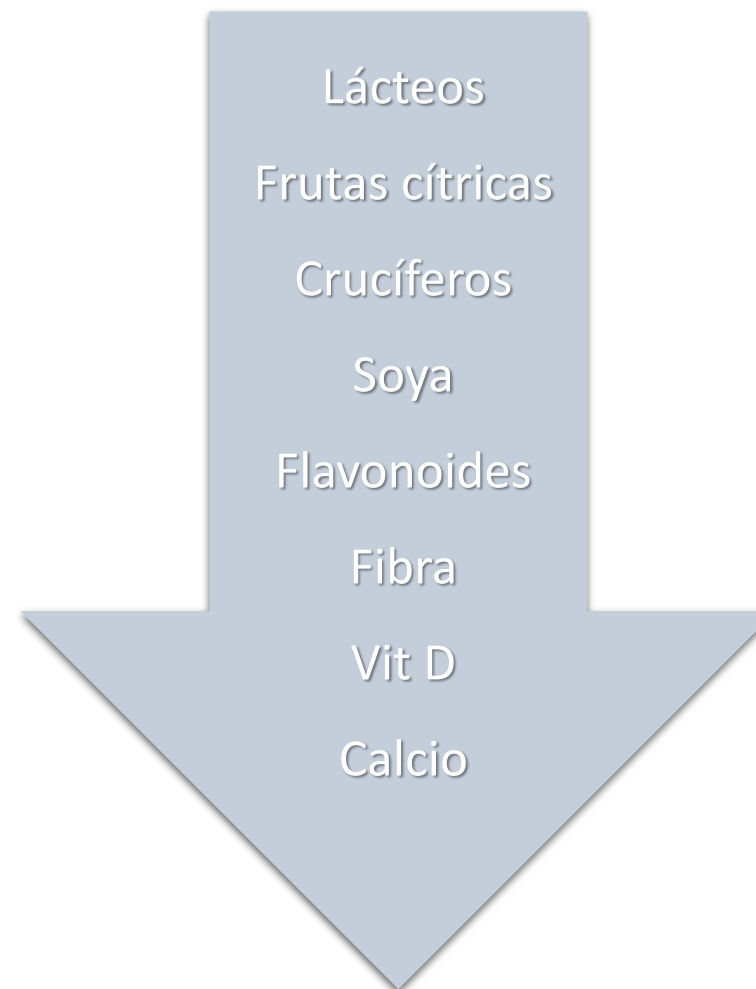 Lácteos
Frutas cítricas
Crucíferos
Soya
Flavonoides
Fibra
Vit D
Calcio